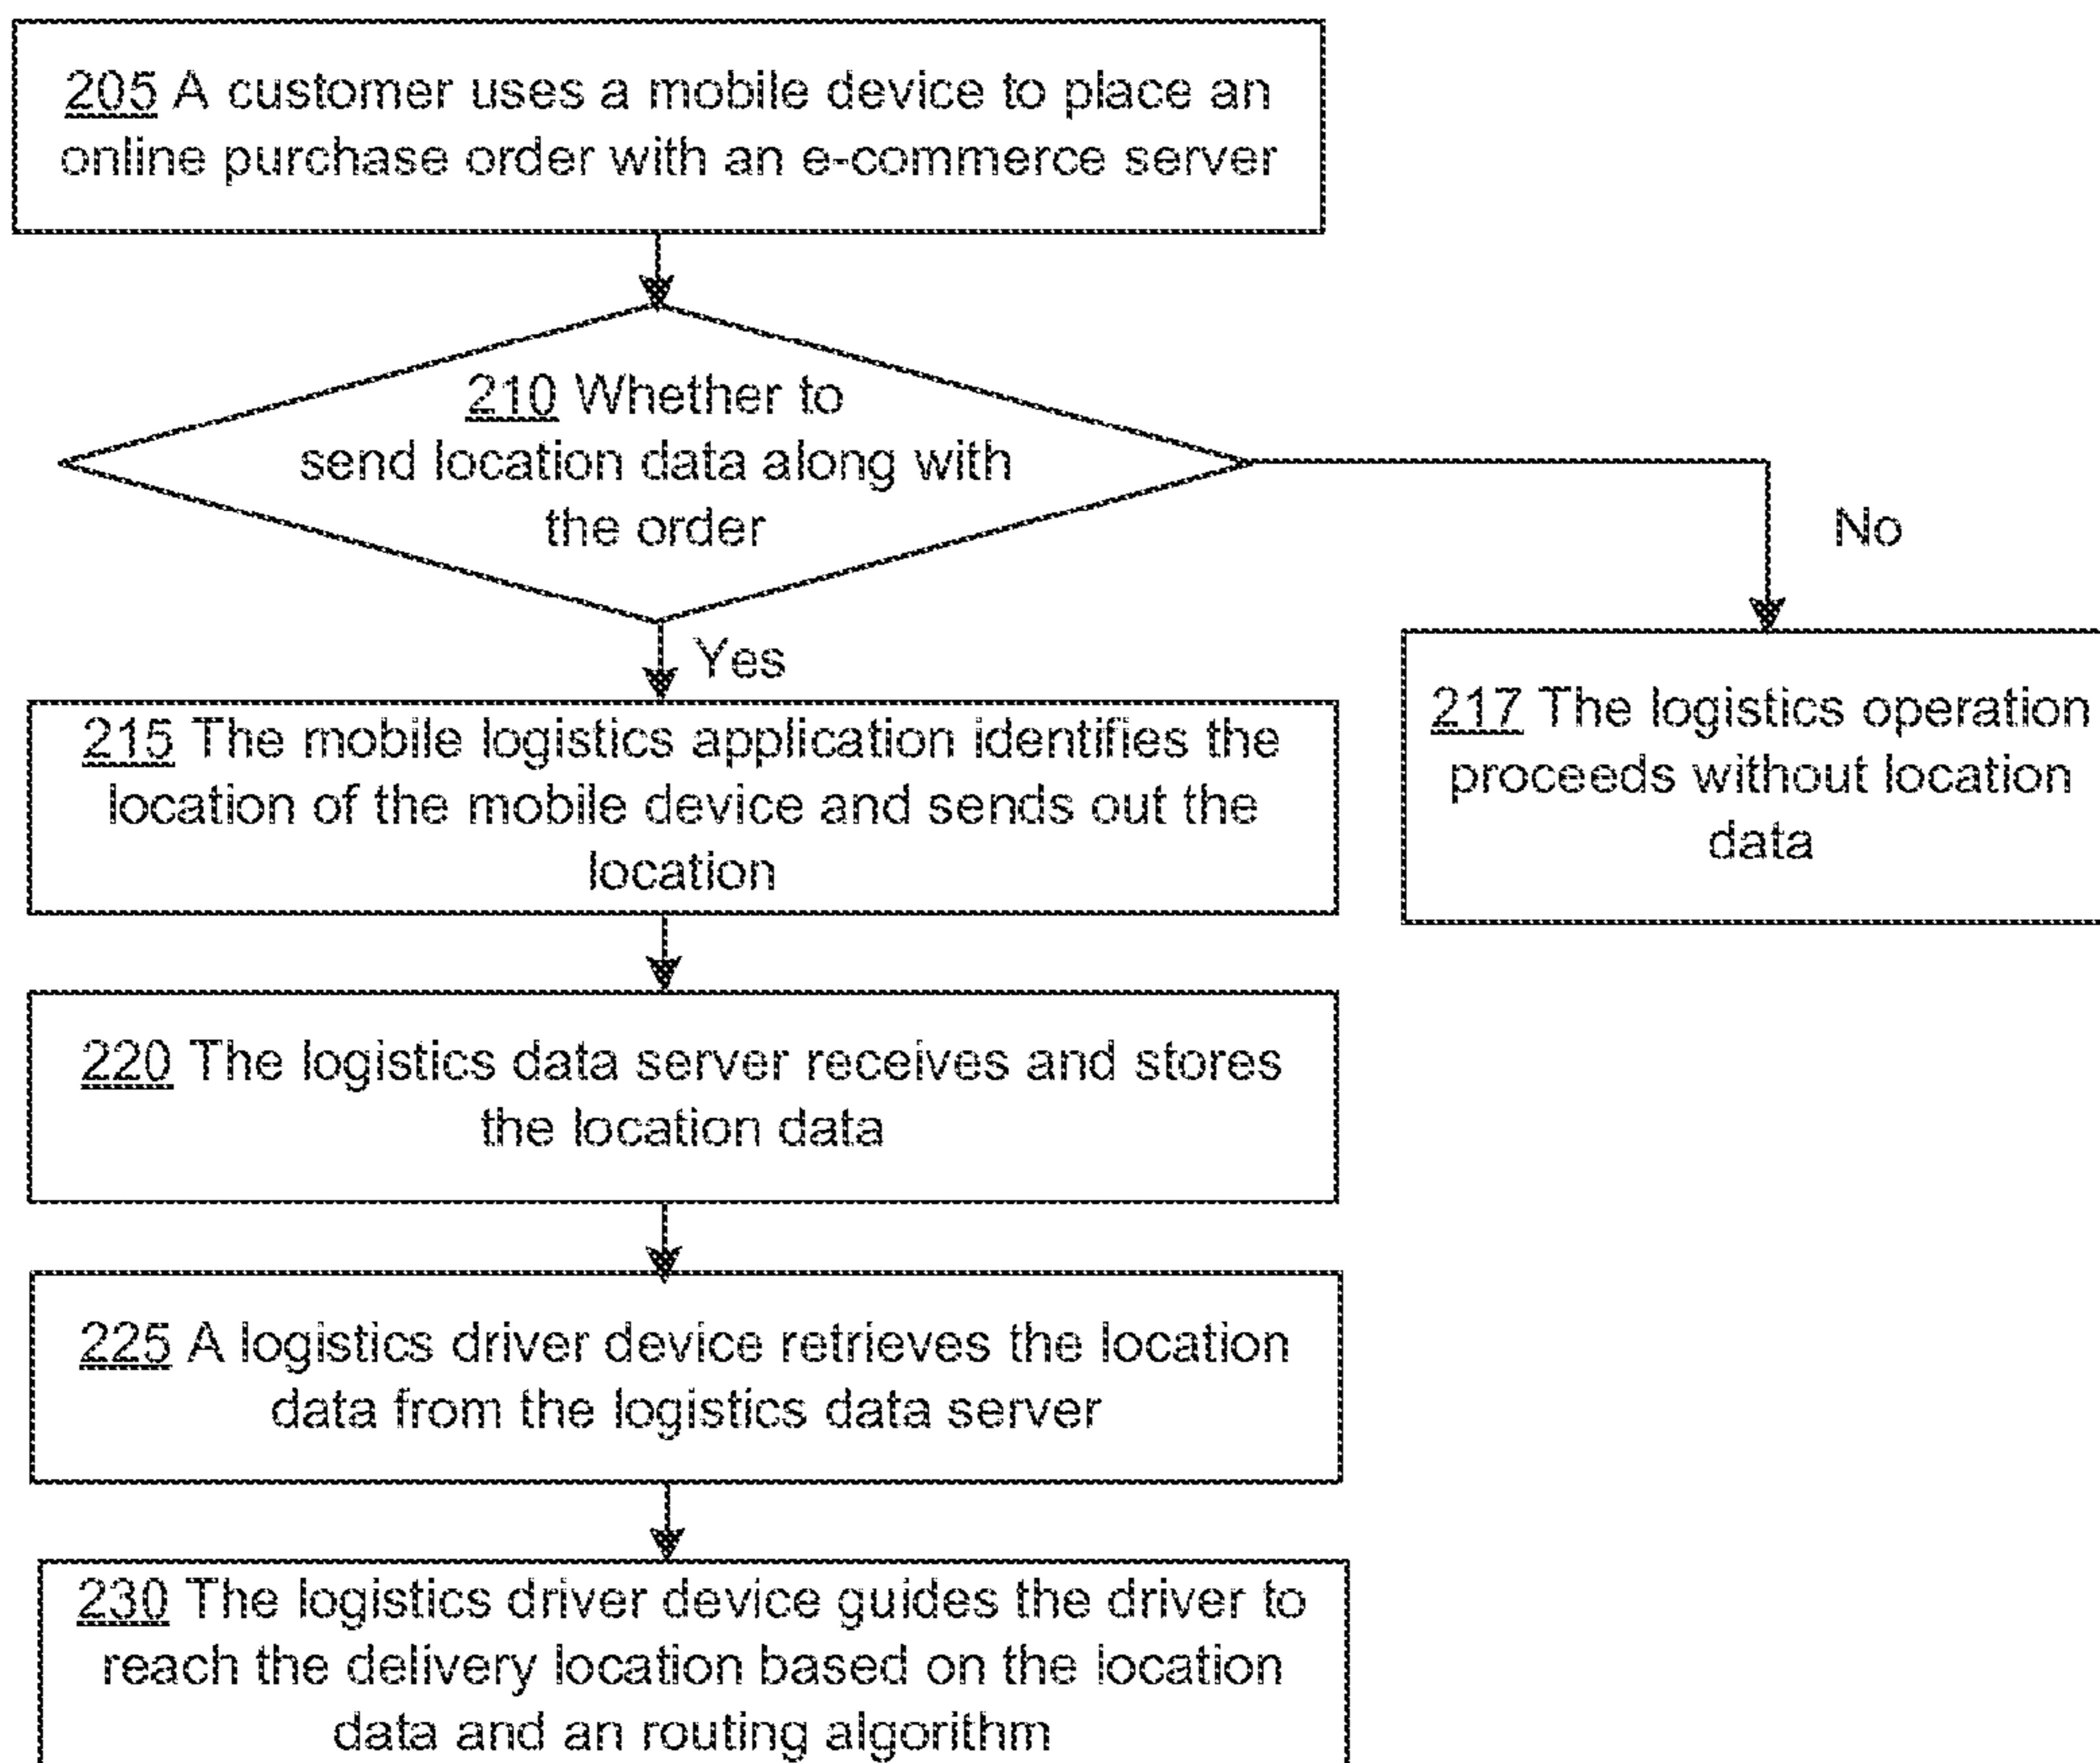 205 A customer uses a mobile device to place an
online purchase order with an e-commerce server
210 Whether to
send location data along with
the order
No
Yes
215 The mobile logistics application identifies the
location of the mobile device and sends out the
location
217 The logistics operation
proceeds without location
data
220 The logistics data server receives and stores
the location data
225 A logistics driver device retrieves the location
data from the logistics data server
230 The logistics driver device guides the driver to
reach the delivery location based on the location
data and an routing algorithm